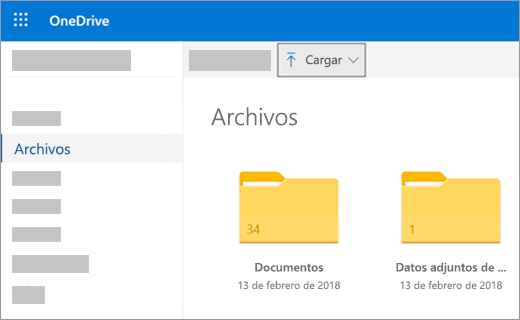 OneDrive
Cargar
Archivos
Archivos
34
1
Documentos
Datos adjuntos de ...
13 de febrero de 2018
13 de febrero de 2018